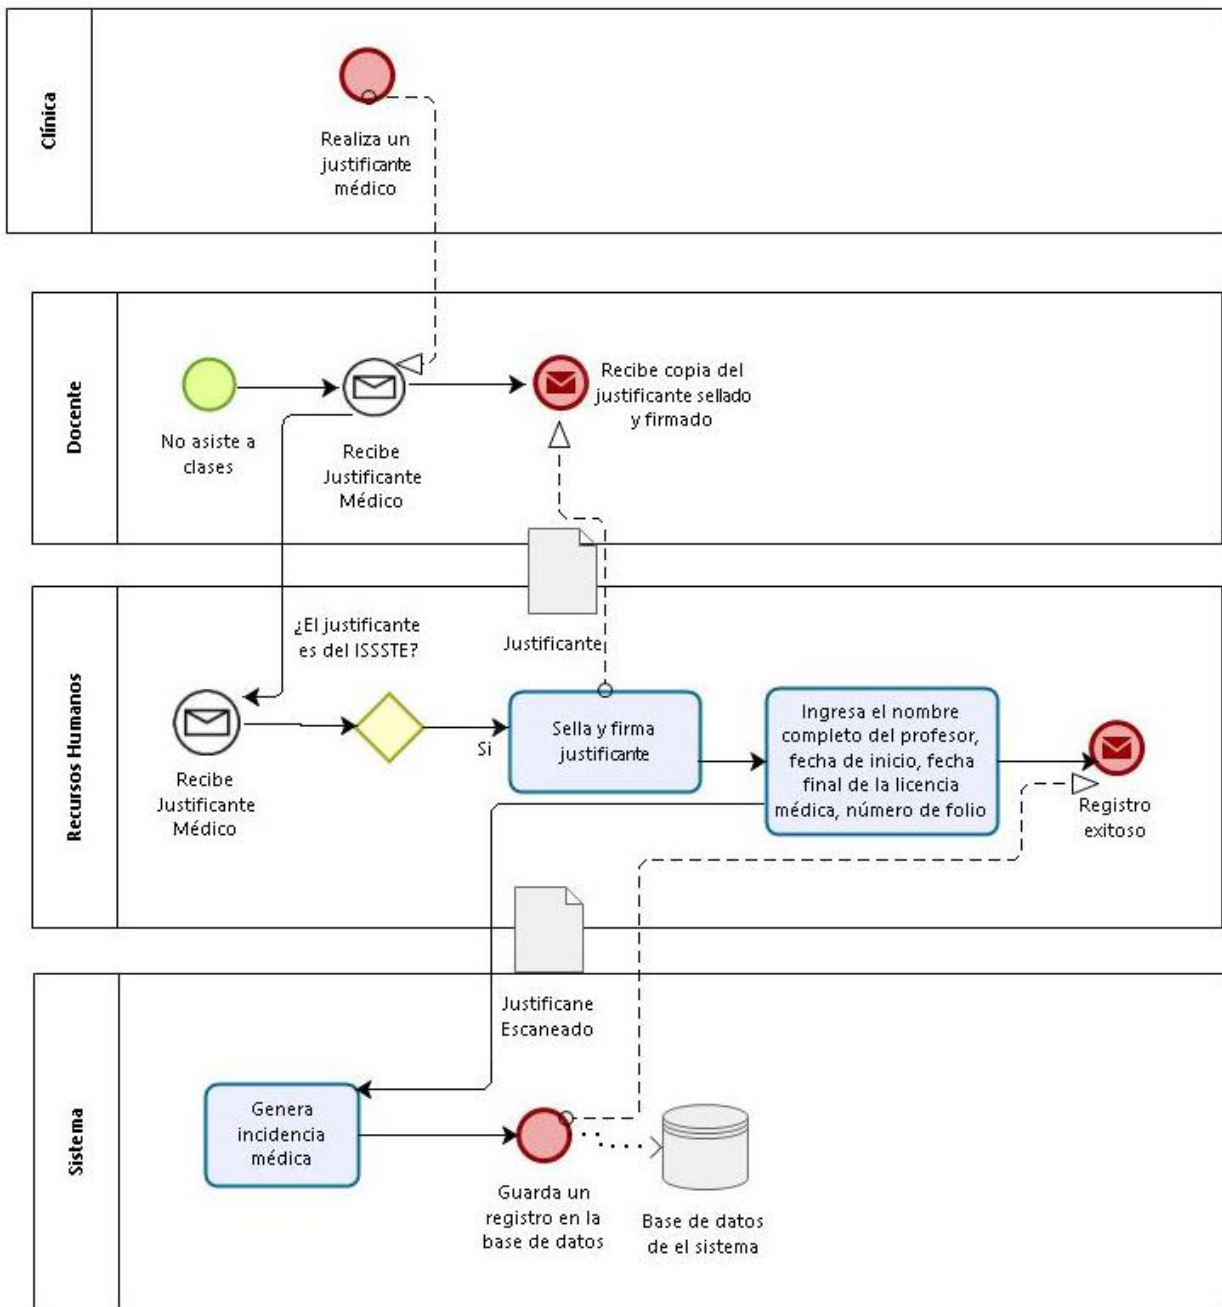 Clínica
Realiza un
justificante
médico
Docente
No asiste a
clases
Recibe
Justificante
Médico
Recibe copia del
justificante sellado
y firmado
Justificante
Recursos Humanos
Recibe
Justificante
Médico
¿El justificante
es del ISSSTE?
Si
Sella y firma
justificante
Ingresa el nombre
completo del profesor,
fecha de inicio, fecha
final de la licencia
médica, número de folio
Registro
exitoso
Justificane
Escaneado
Sistema
Genera
incidencia
médica
Guarda un
registro en la
base de datos
Base de datos
de el sistema